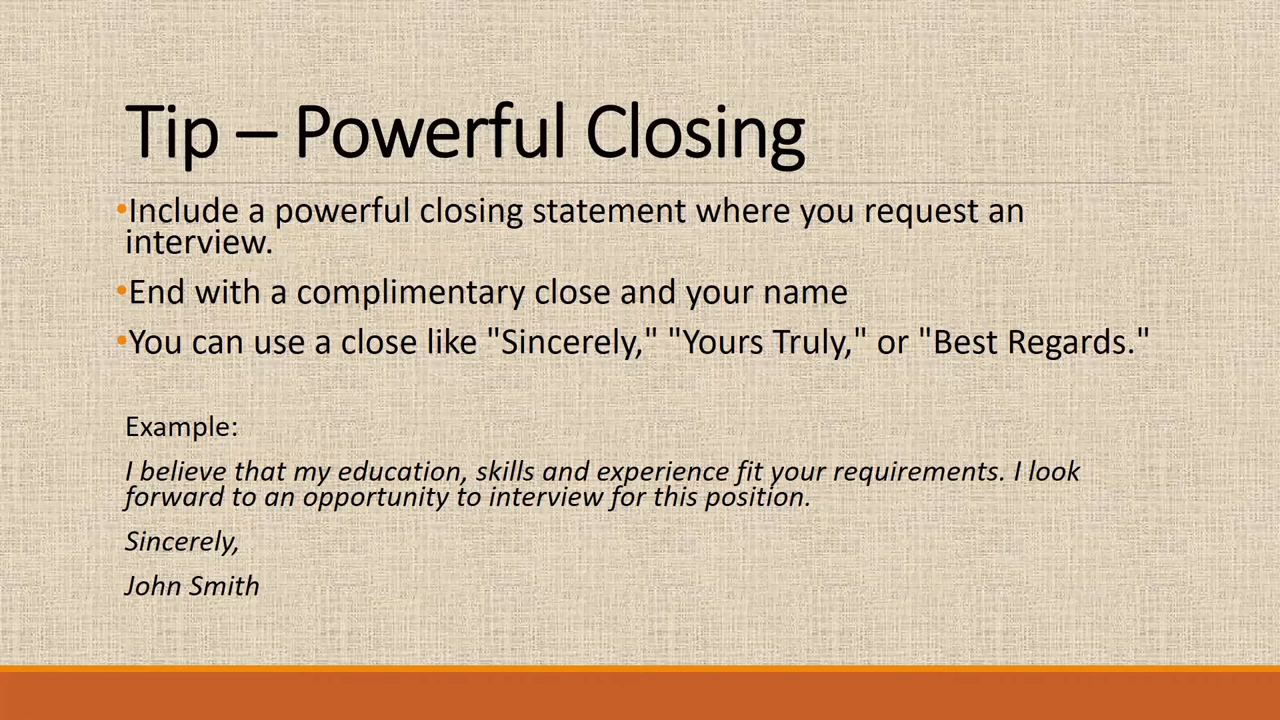 Tip – Powerful Closing
•Include a powerful closing statement where you request an
interview.
•End with a complimentary close and your name
•You can use a close like "Sincerely," "Yours Truly," or "Best Regards."
Example:
I believe that my education, skills and experience fit your requirements. I look
forward to an opportunity to interview for this position.
Sincerely,
John Smith